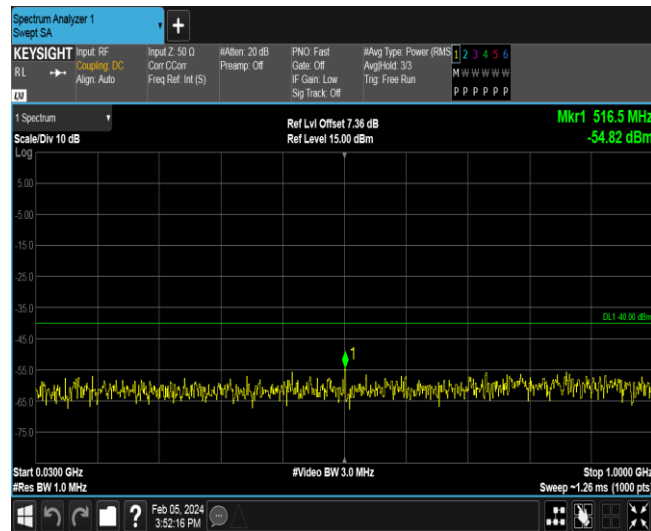 Spectrum Analyzer 1
Swept SA
+
KEYSIGHT
RL
LXI
Input: RF
Coupling: DC
Align: Auto
Input Z: 50 Ω
Corr CCorr
Freq Ref: Int (S)
#Atten: 20 dB
Preamp: Off
PNO: Fast
Gate: Off
IF Gain: Low
Sig Track: Off
#Avg Type: Power (RMS
Avg|Hold: 3/3
Trig: Free Run
1 2 3 4 5 6
M W W W W W
P P P P P P
1 Spectrum
Scale/Div 10 dB
Log
Ref Lvl Offset 7.36 dB
Ref Level 15.00 dBm
Mkr1 516.5 MHz
-54.82 dBm
5.00
-5.00
-15.0
-25.0
-35.0
DL1 -40.00 dBm
-45.0
1
-55.0
-65.0
-75.0
Start 0.0300 GHz
#Video BW 3.0 MHz
Stop 1.0000 GHz
#Res BW 1.0 MHz
Sweep ~1.26 ms (1000 pts)
?
Feb 05, 2024
3:52:16 PM